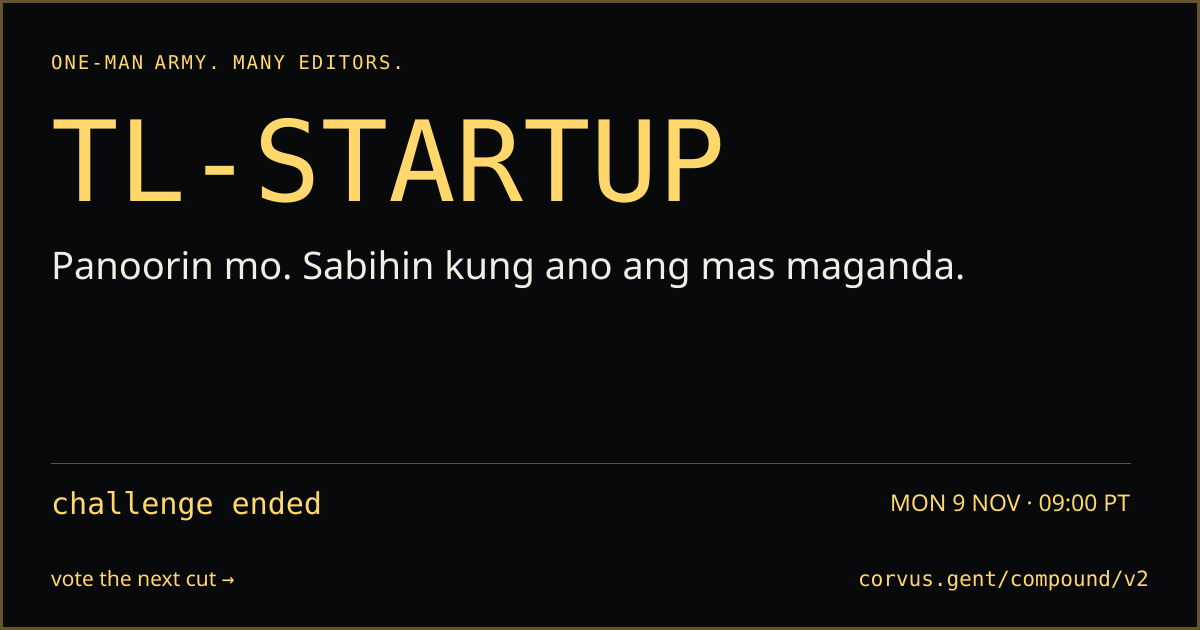 ONE-MAN ARMY. MANY EDITORS.
TL-STARTUP
Panoorin mo. Sabihin kung ano ang mas maganda.
challenge ended
MON 9 NOV · 09:00 PT
vote the next cut →
corvus.gent/compound/v2